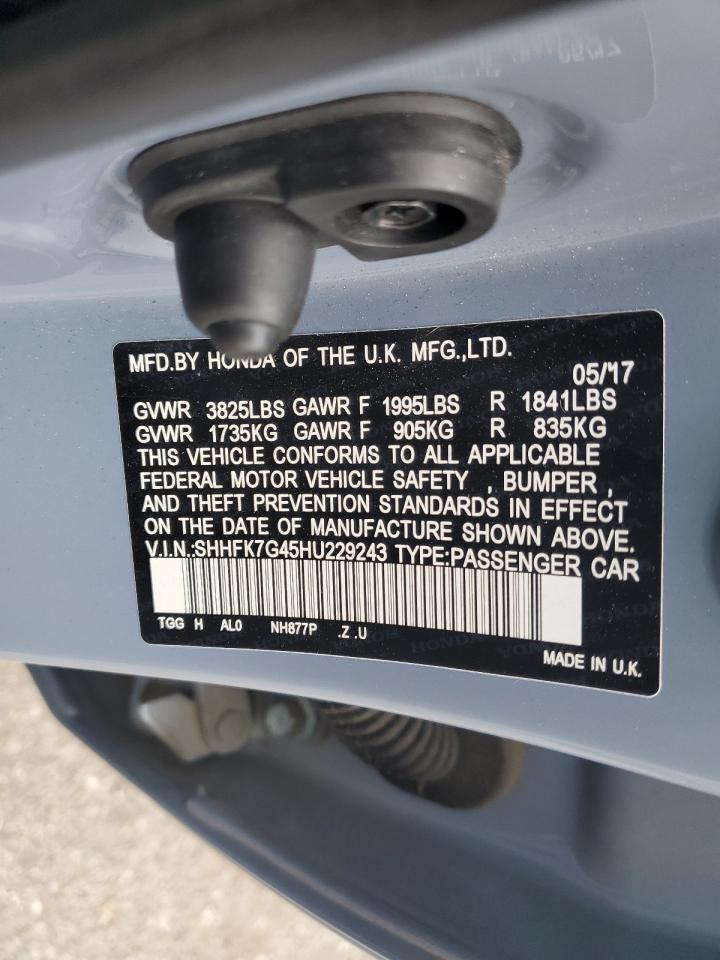 MFD.BY HONDA OF THE U.K. MFG.,LTD.
05/17
GVWR 3825LBS GAWR F 1995LBS R 1841LBS
GVWR 1735KG GAWR F 905KG R 835KG
THIS VEHICLE CONFORMS TO ALL APPLICABLE
FEDERAL MOTOR VEHICLE SAFETY , BUMPER ,
AND THEFT PREVENTION STANDARDS IN EFFECT
ON THE DATE OF MANUFACTURE SHOWN ABOVE.
V.I.N.:SHHFK7G45HU229243 TYPE:PASSENGER CAR
TGG H AL0 NH877P .Z .U
MADE IN U.K.